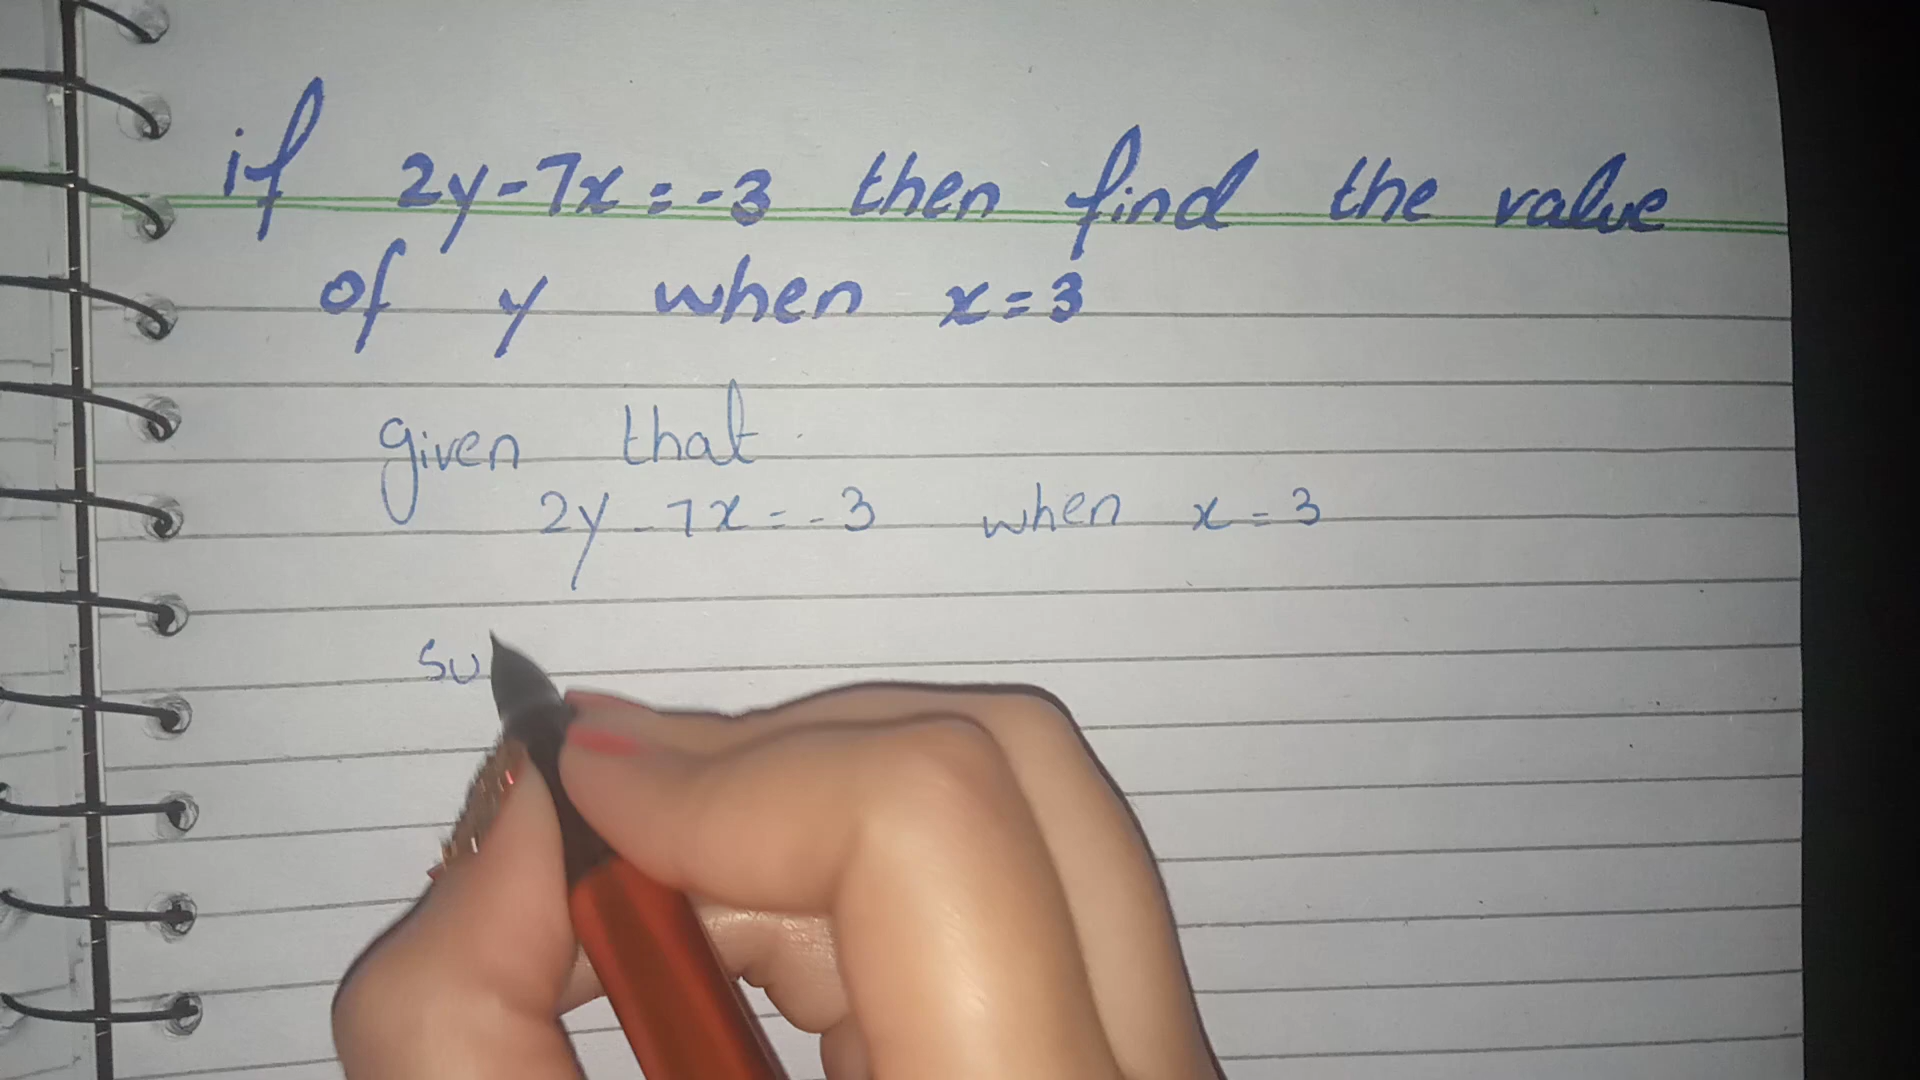 if 2y-7x=-3 then find the value
of y when x=3
given that
2y-7x=-3 when x=3
su